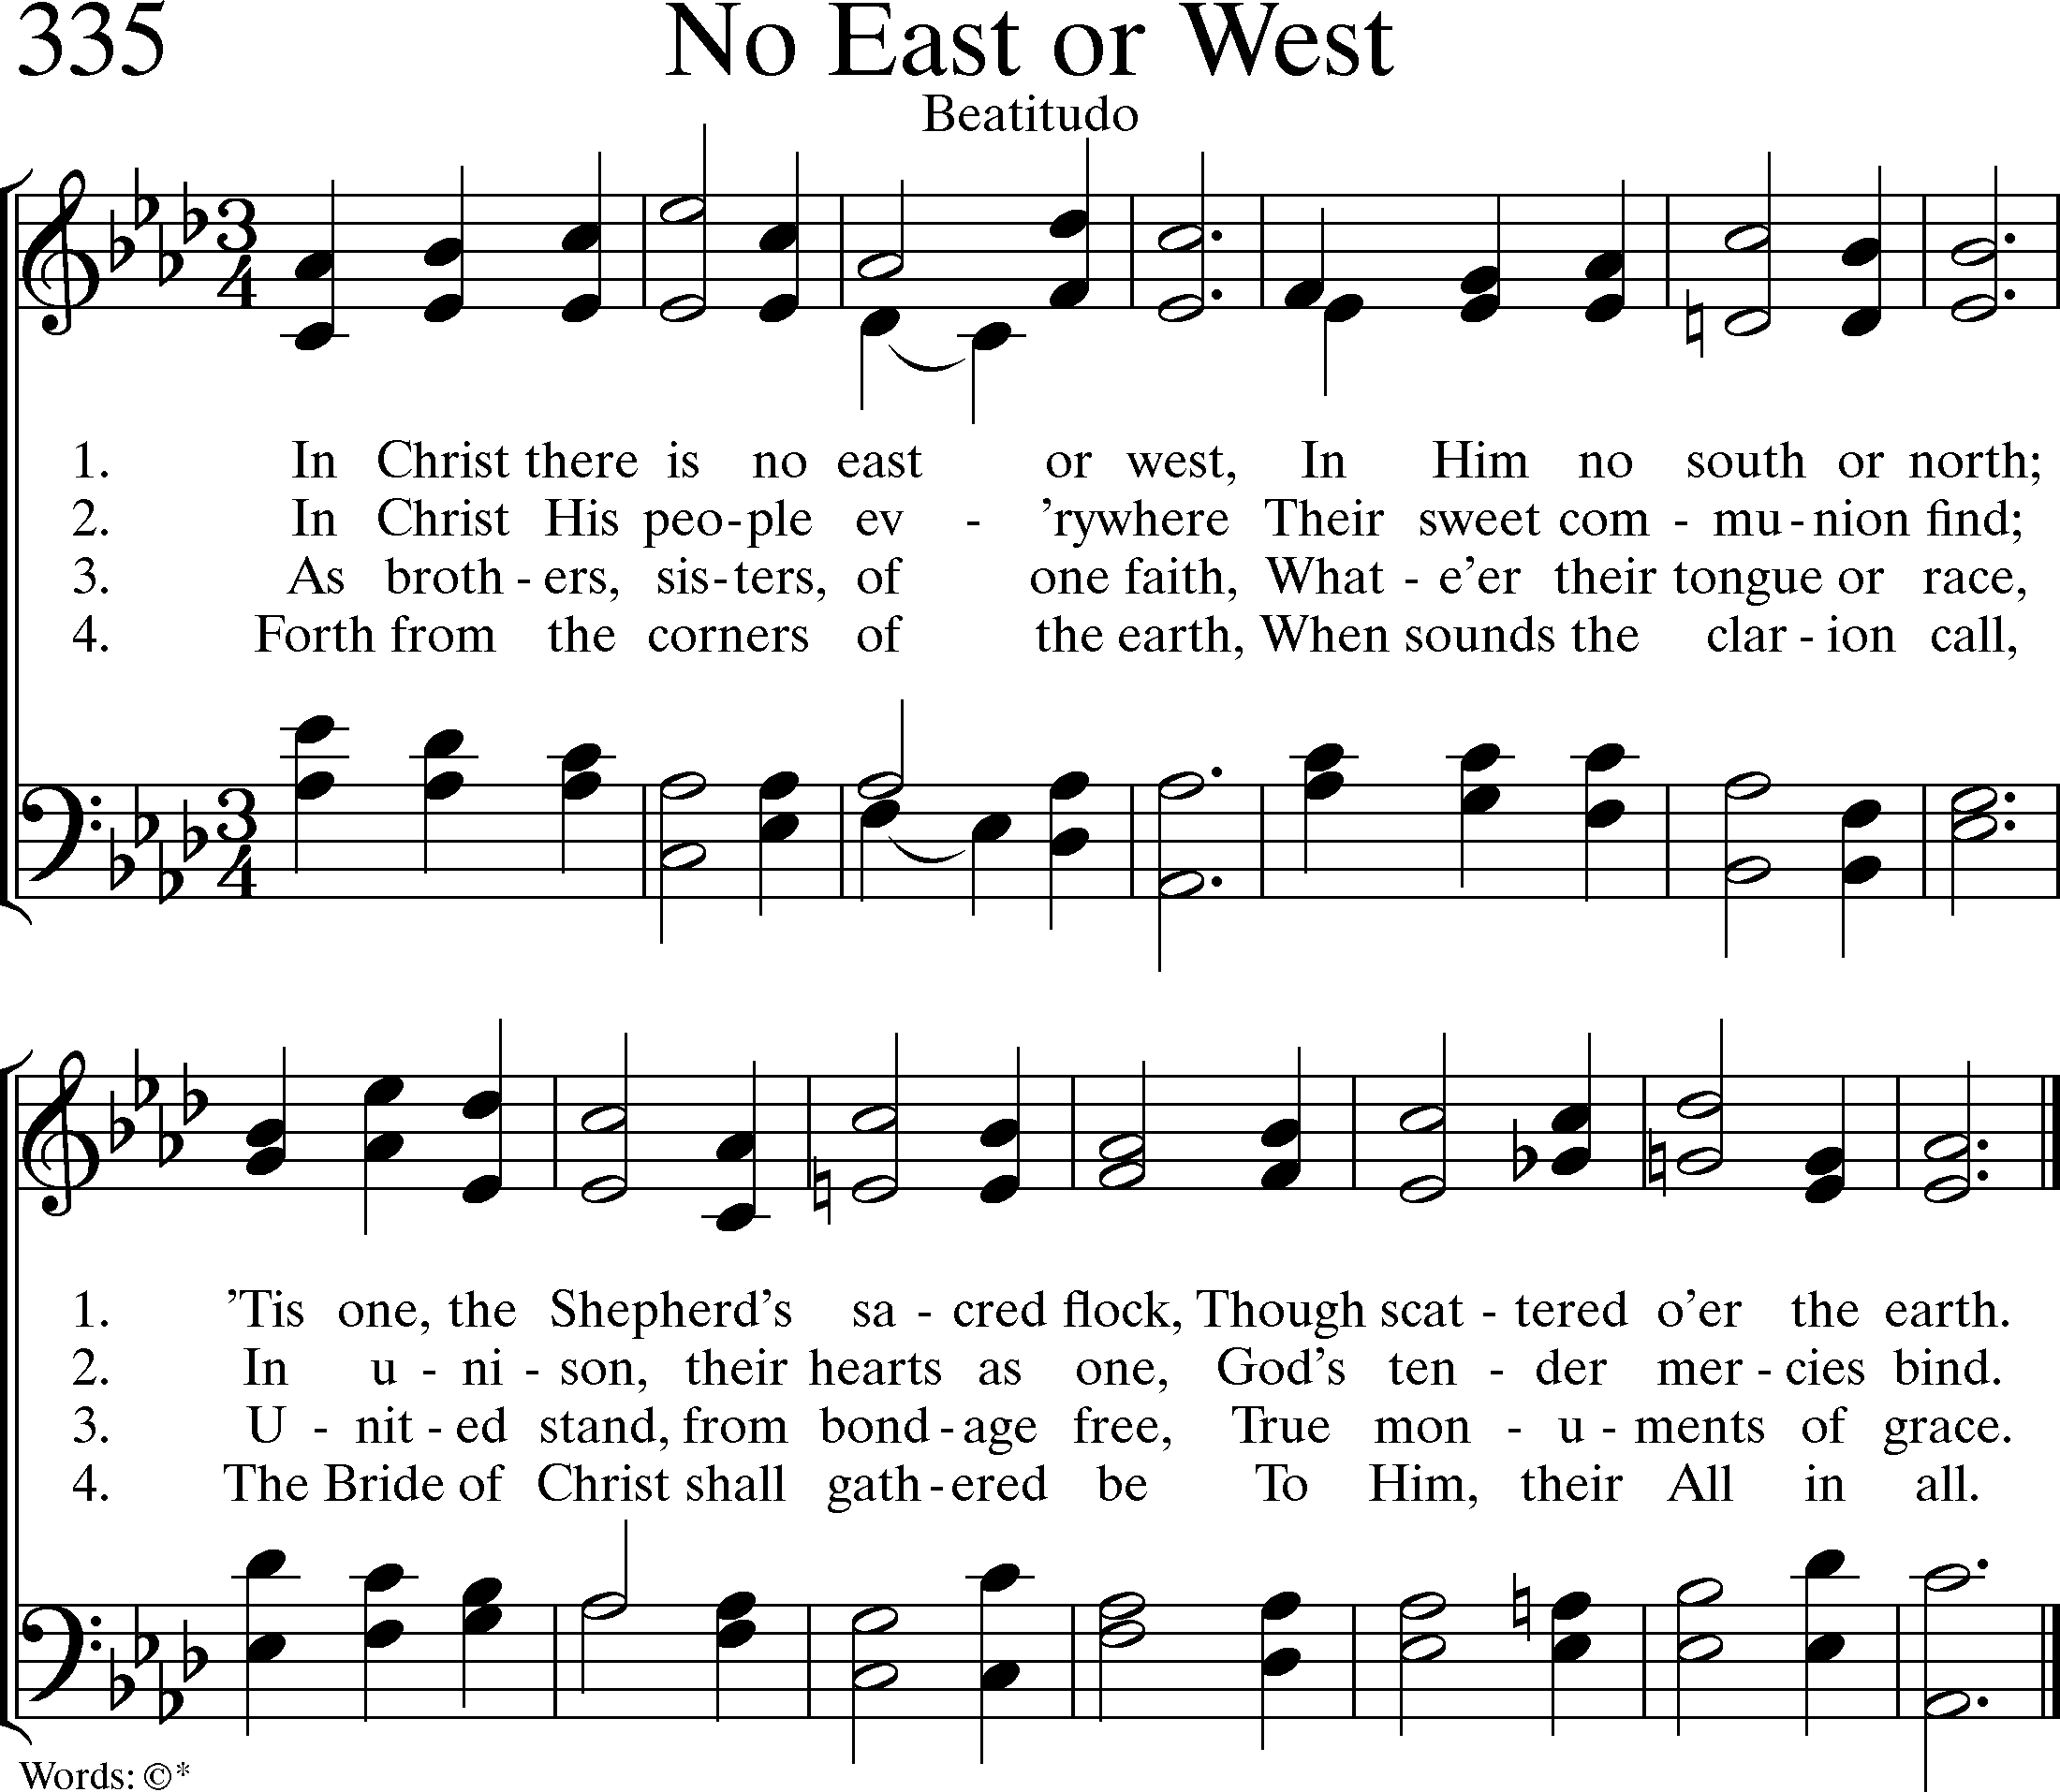 335 No East or West
Beatitudo
3/4
1. In Christ there is no east or west, In Him no south or north;
2. In Christ His peo - ple ev - ’rywhere Their sweet com - mu - nion find;
3. As broth - ers, sis - ters, of one faith, What - e’er their tongue or race,
4. Forth from the corners of the earth, When sounds the clar - ion call,
3/4
1. ’Tis one, the Shepherd’s sa - cred flock, Though scat - tered o’er the earth.
2. In u - ni - son, their hearts as one, God’s ten - der mer - cies bind.
3. U - nit - ed stand, from bond - age free, True mon - u - ments of grace.
4. The Bride of Christ shall gath - ered be To Him, their All in all.
Words: ©*